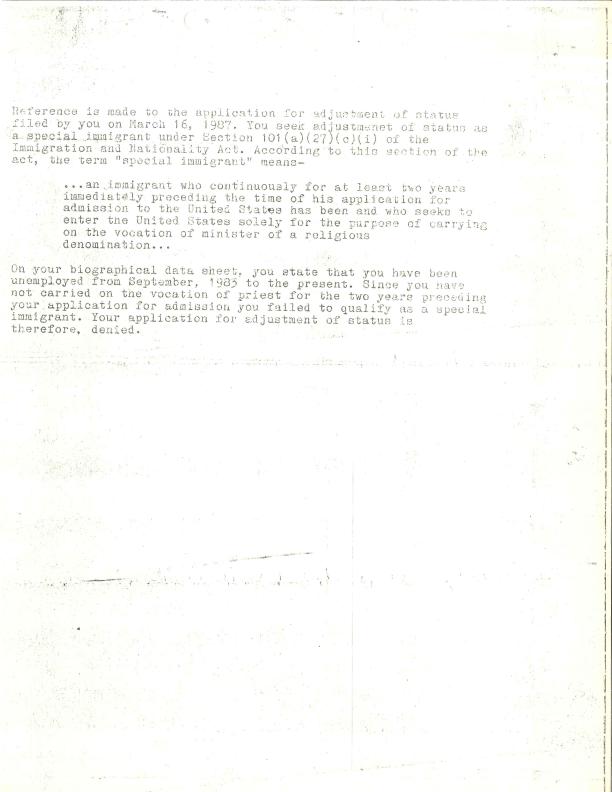 Reference is made to the application for adjustment of status
filed by you on March 16, 1987. You seek adjustmenet of status as
a special immigrant under Section 101(a)(27)(c)(i) of the
Immigration and Nationality Act. According to this section of the
act, the term "special immigrant" means-
...an immigrant who continuously for at least two years
immediately preceding the time of his application for
admission to the United States has been and who seeks to
enter the United States solely for the purpose of carrying
on the vocation of minister of a religious
denomination...
On your biographical data sheet, you state that you have been
unemployed from September, 1983 to the present. Since you have
not carried on the vocation of priest for the two years preceding
your application for admission you failed to qualify as a special
immigrant. Your application for adjustment of status is
therefore, denied.